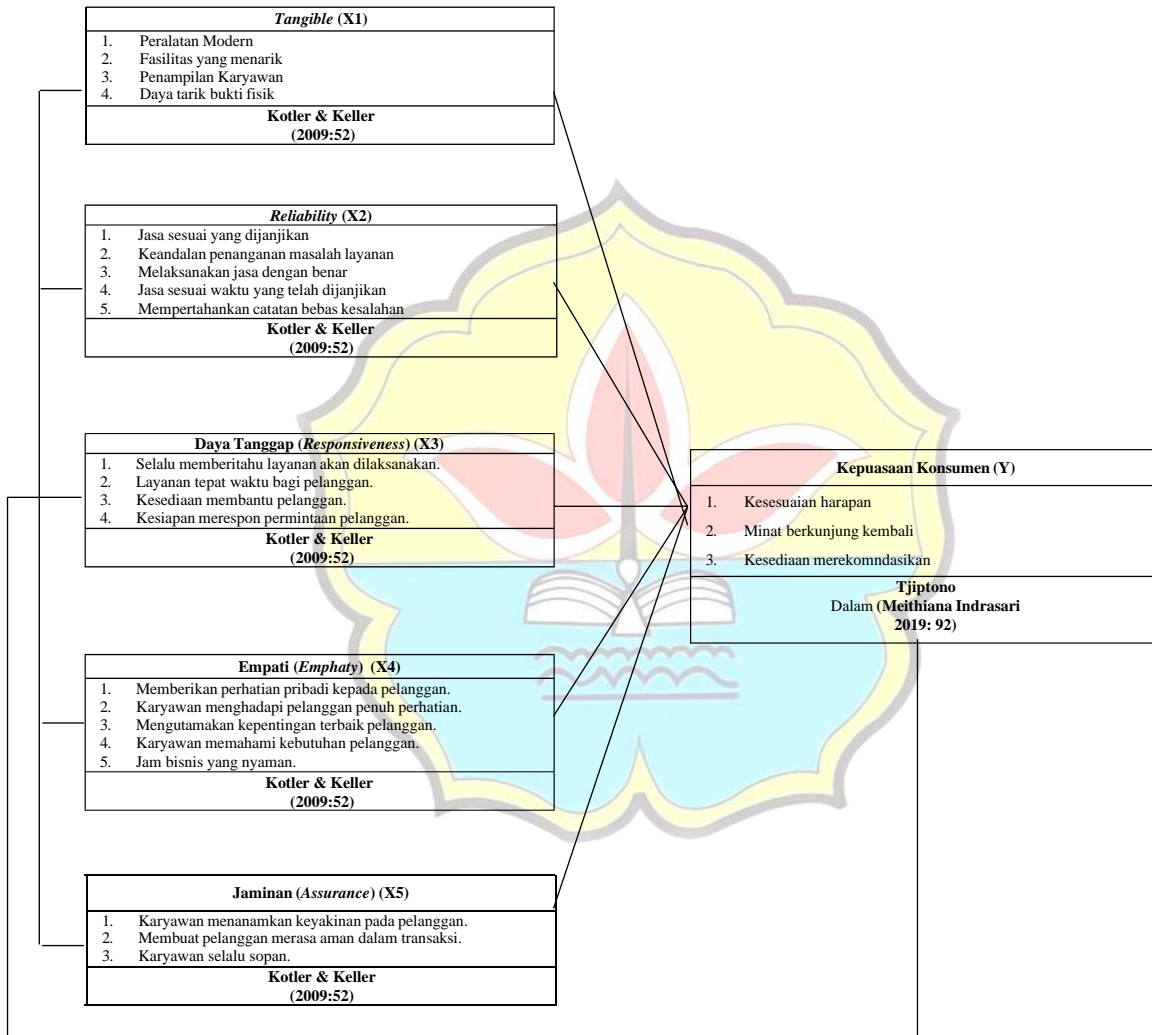 Tangible (X1)
1. Peralatan Modern
2. Fasilitas yang menarik
3. Penampilan Karyawan
4. Daya tarik bukti fisik
Kotler & Keller
(2009:52)
Reliability (X2)
1. Jasa sesuai yang dijanjikan
2. Keandalan penanganan masalah layanan
3. Melaksanakan jasa dengan benar
4. Jasa sesuai waktu yang telah dijanjikan
5. Mempertahankan catatan bebas kesalahan
Kotler & Keller
(2009:52)
Daya Tanggap (Responsiveness) (X3)
1. Selalu memberitahu layanan akan dilaksanakan.
2. Layanan tepat waktu bagi pelanggan.
3. Kesediaan membantu pelanggan.
4. Kesiapan merespon permintaan pelanggan.
Kotler & Keller
(2009:52)
Empati (Emphaty) (X4)
1. Memberikan perhatian pribadi kepada pelanggan.
2. Karyawan menghadapi pelanggan penuh perhatian.
3. Mengutamakan kepentingan terbaik pelanggan.
4. Karyawan memahami kebutuhan pelanggan.
5. Jam bisnis yang nyaman.
Kotler & Keller
(2009:52)
Jaminan (Assurance) (X5)
1. Karyawan menanamkan keyakinan pada pelanggan.
2. Membuat pelanggan merasa aman dalam transaksi.
3. Karyawan selalu sopan.
Kotler & Keller
(2009:52)
Kepuasaan Konsumen (Y)
1. Kesesuaian harapan
2. Minat berkunjung kembali
3. Kesediaan merekomndasikan
Tjiptono
Dalam (Meithiana Indrasari
2019: 92)